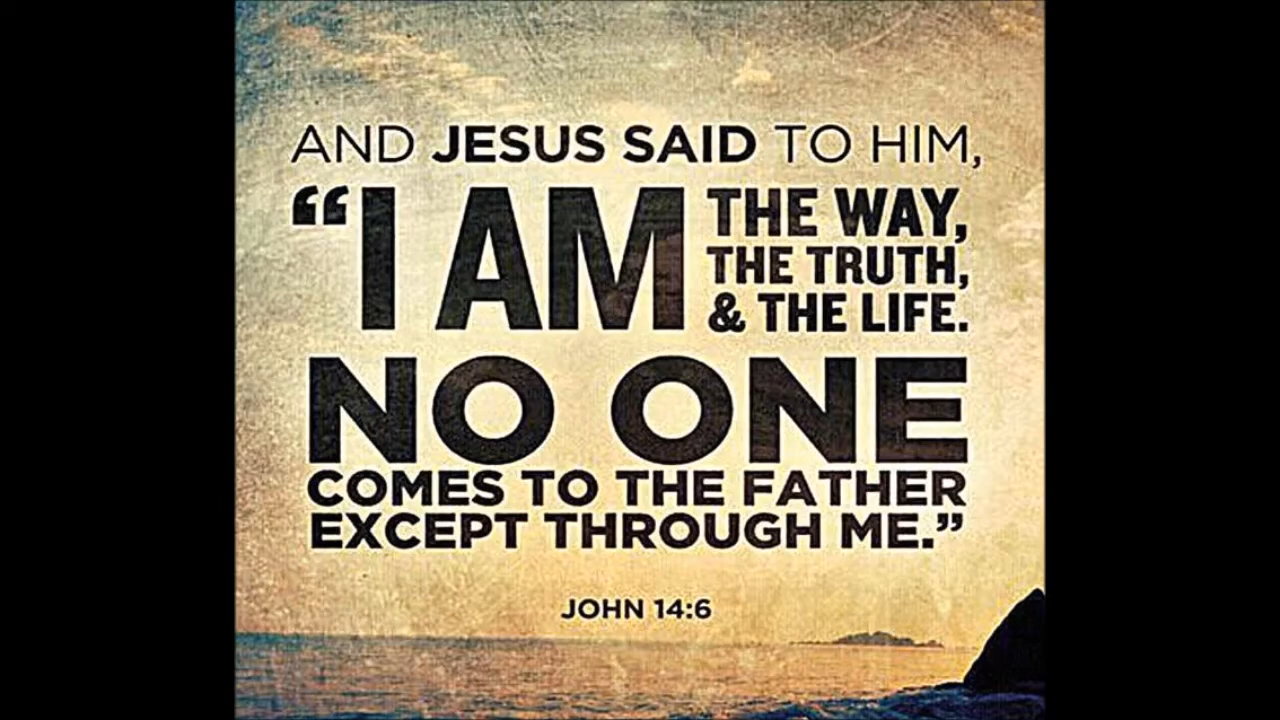 AND JESUS SAID TO HIM,
“I AM THE WAY,
THE TRUTH,
& THE LIFE.
NO ONE
COMES TO THE FATHER
EXCEPT THROUGH ME.”
JOHN 14:6